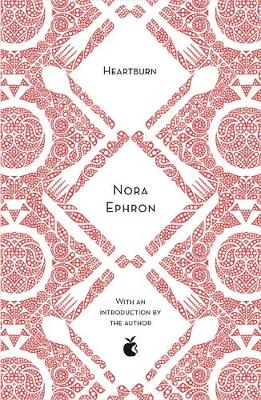 Heartburn
Nora
Ephron
With an
introduction by
the author